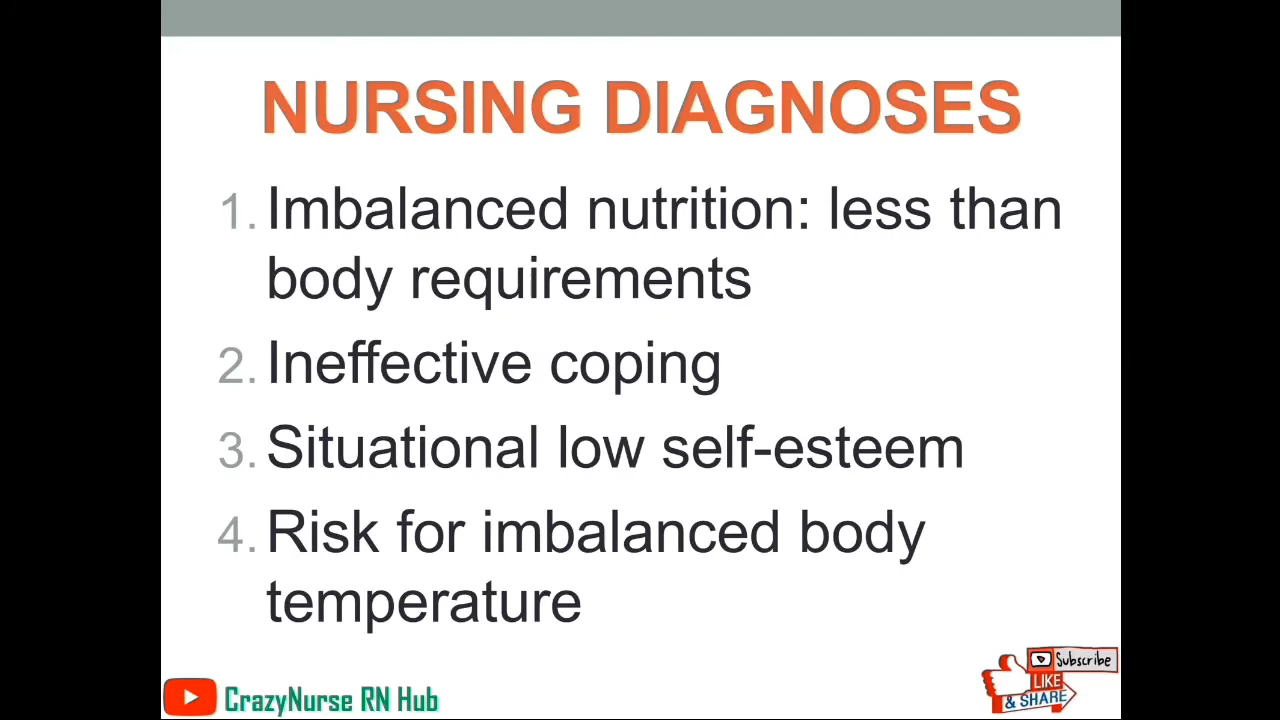 NURSING DIAGNOSES
1. Imbalanced nutrition: less than
body requirements
2. Ineffective coping
3. Situational low self-esteem
4. Risk for imbalanced body
temperature
CrazyNurse RN Hub
Subscribe
LIKE
& SHARE